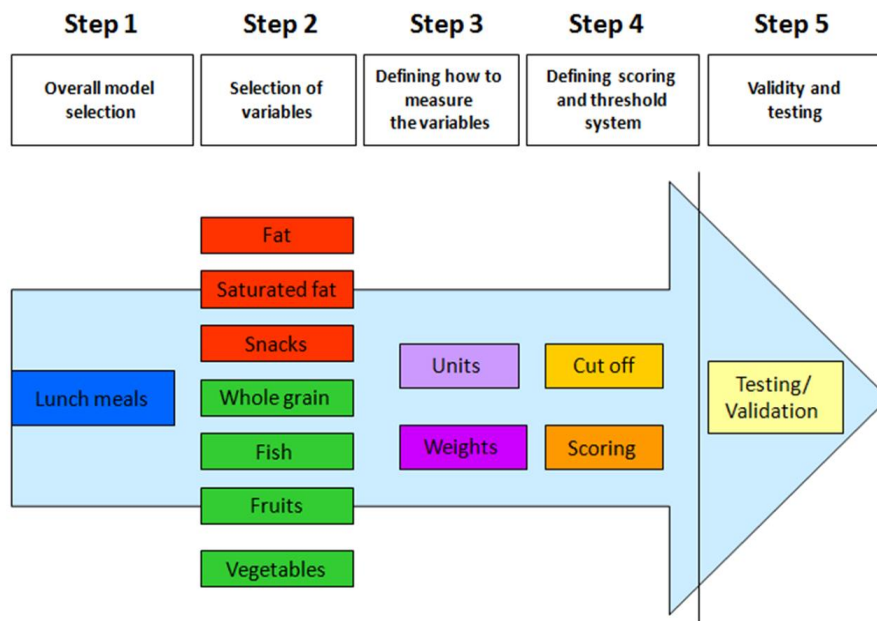 Step 1
Step 2
Step 3
Step 4
Step 5
Overall model
selection
Selection of
variables
Defining how to
measure
the variables
Defining scoring
and threshold
system
Validity and
testing
Fat
Saturated fat
Snacks
Whole grain
Fish
Fruits
Vegetables
Lunch meals
Units
Weights
Cut off
Scoring
Testing/
Validation